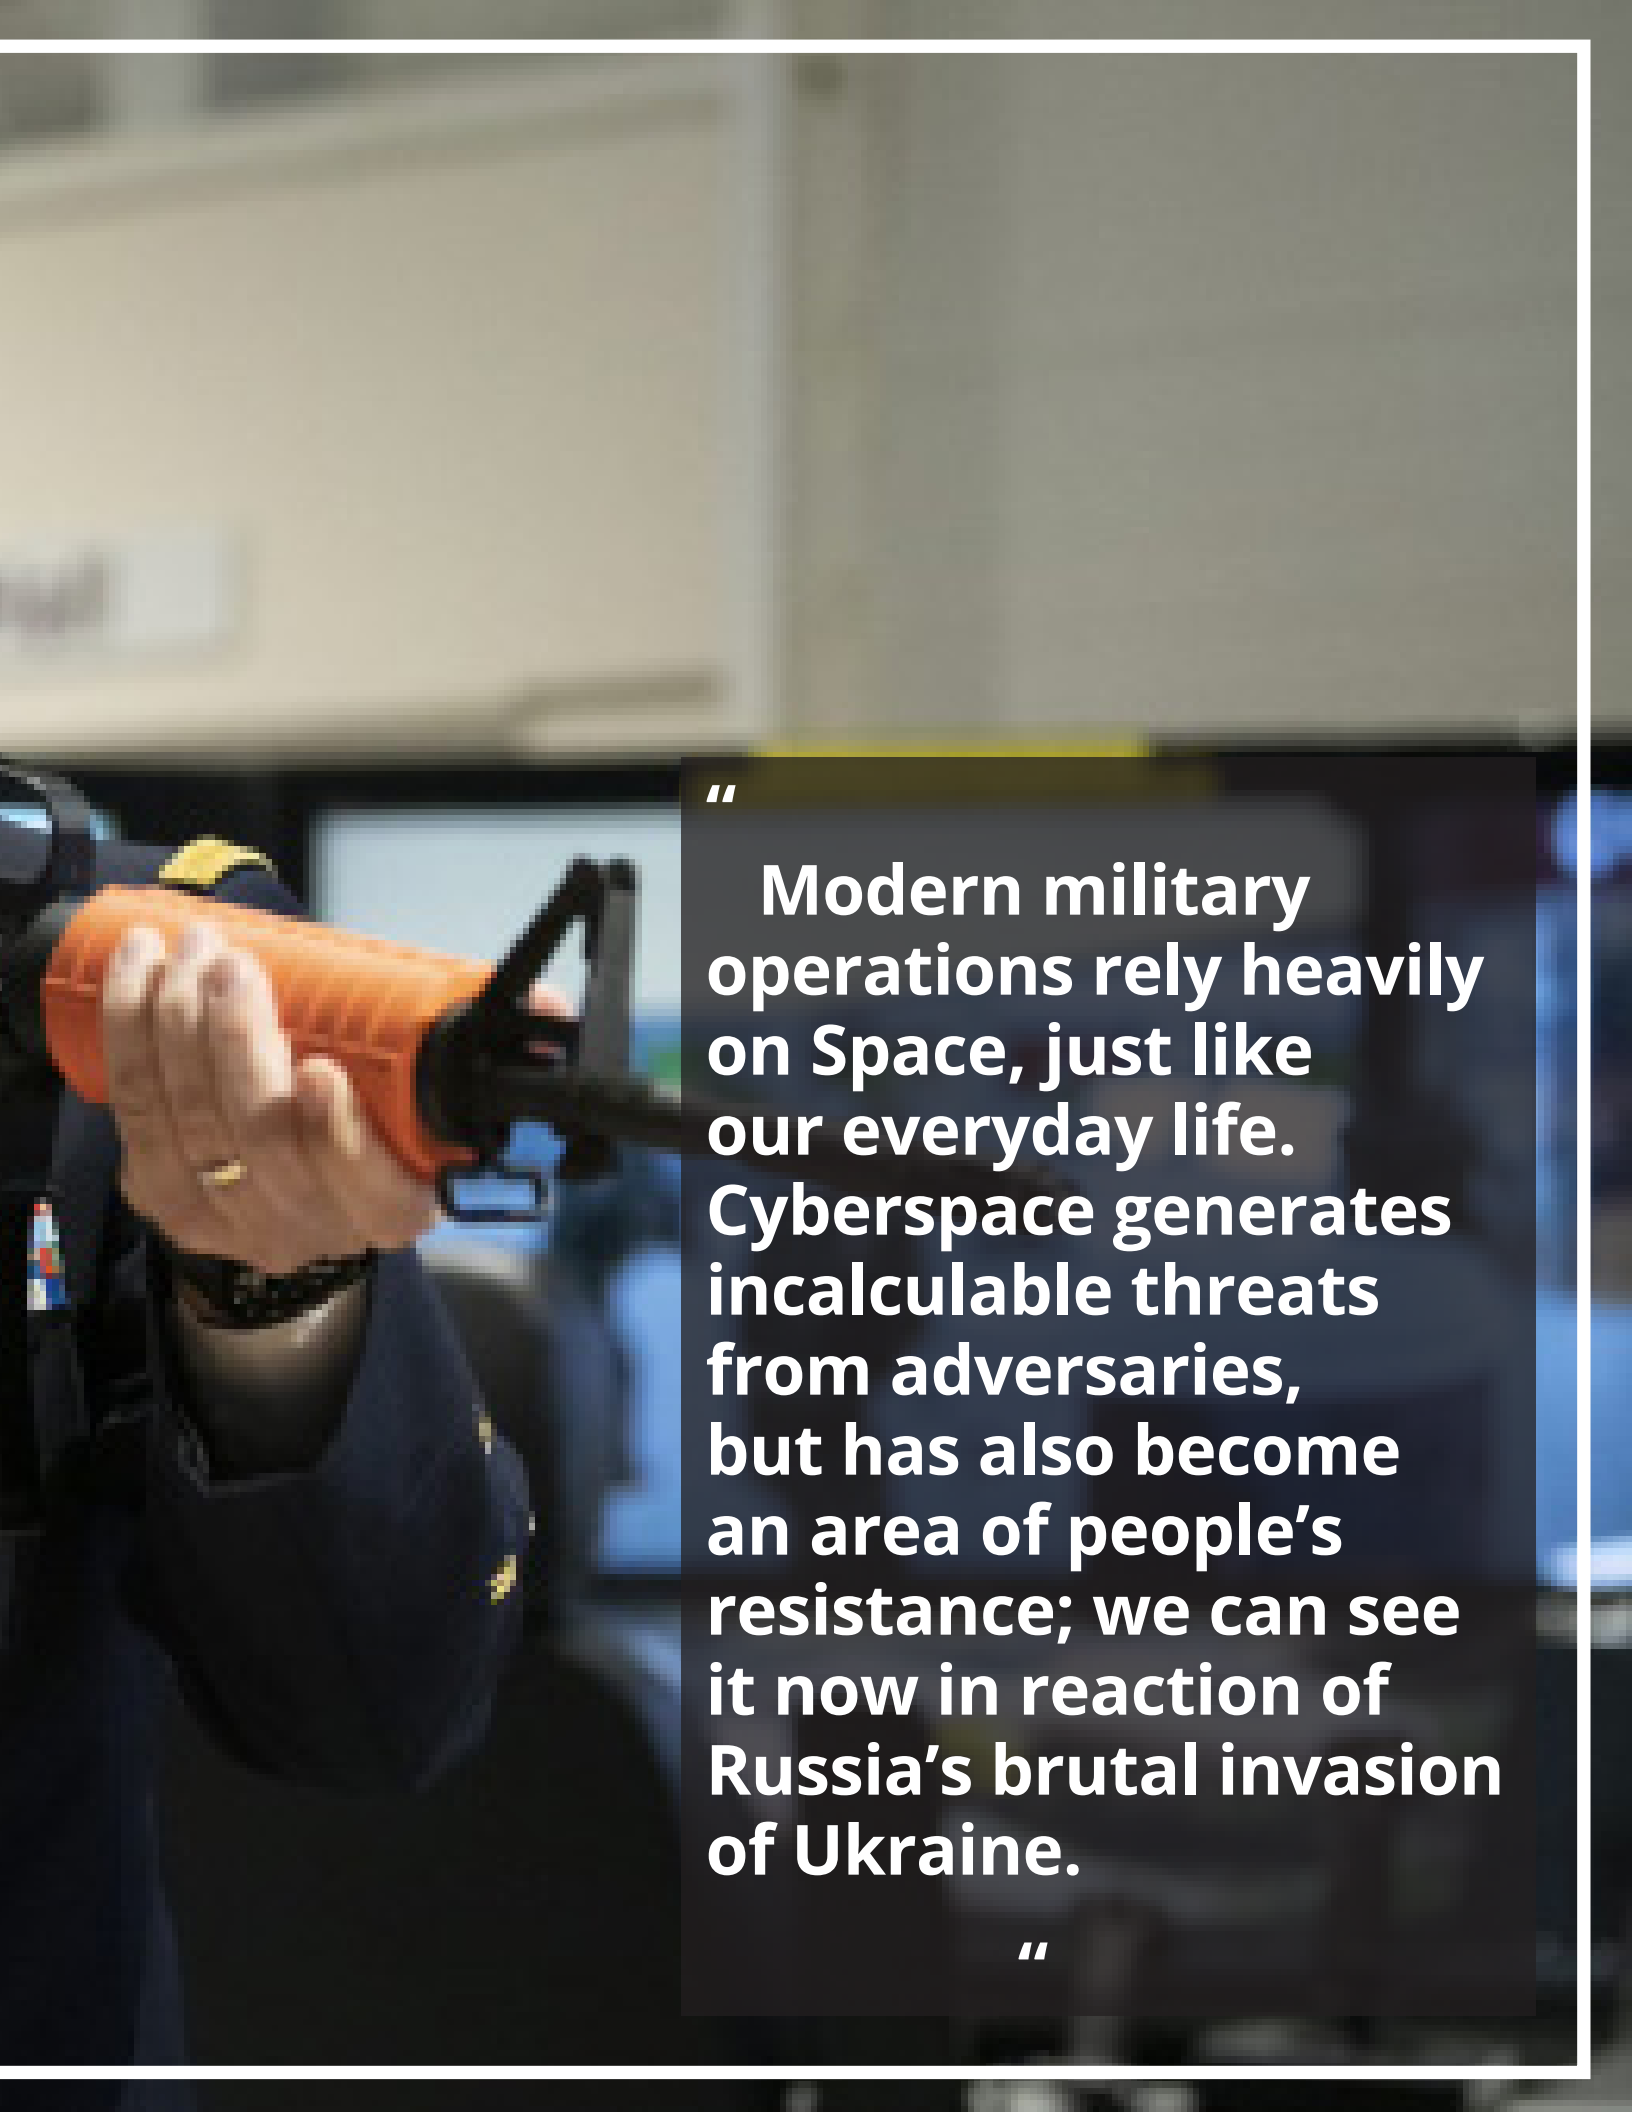 “
Modern military
operations rely heavily
on Space, just like
our everyday life.
Cyberspace generates
incalculable threats
from adversaries,
but has also become
an area of people’s
resistance; we can see
it now in reaction of
Russia’s brutal invasion
of Ukraine.
“